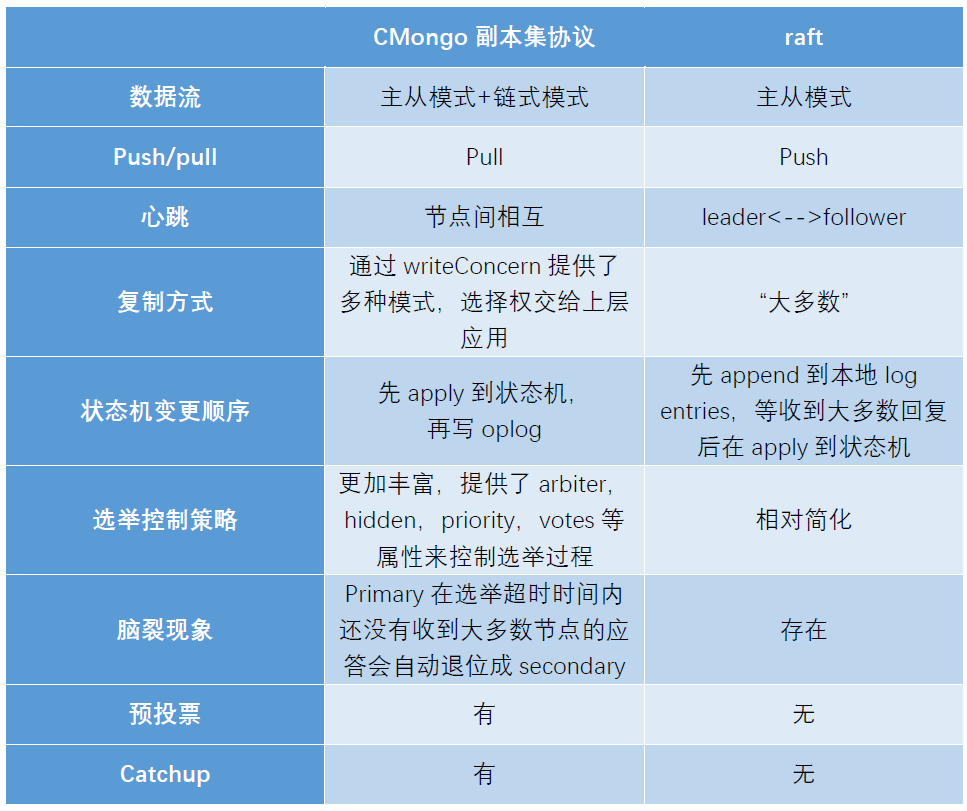 CMongo 副本集协议
raft
数据流
主从模式+链式模式
主从模式
Push/pull
Pull
Push
心跳
节点间相互
leader<-->follower
复制方式
通过 writeConcern 提供了
多种模式，选择权交给上层
应用
“大多数”
状态机变更顺序
先 apply 到状态机，
再写 oplog
先 append 到本地 log
entries，等收到大多数回复
后在 apply 到状态机
选举控制策略
更加丰富，提供了 arbiter，
hidden，priority，votes 等
属性来控制选举过程
相对简化
脑裂现象
Primary 在选举超时时间内
还没有收到大多数节点的应
答会自动退位成 secondary
存在
预投票
有
无
Catchup
有
无